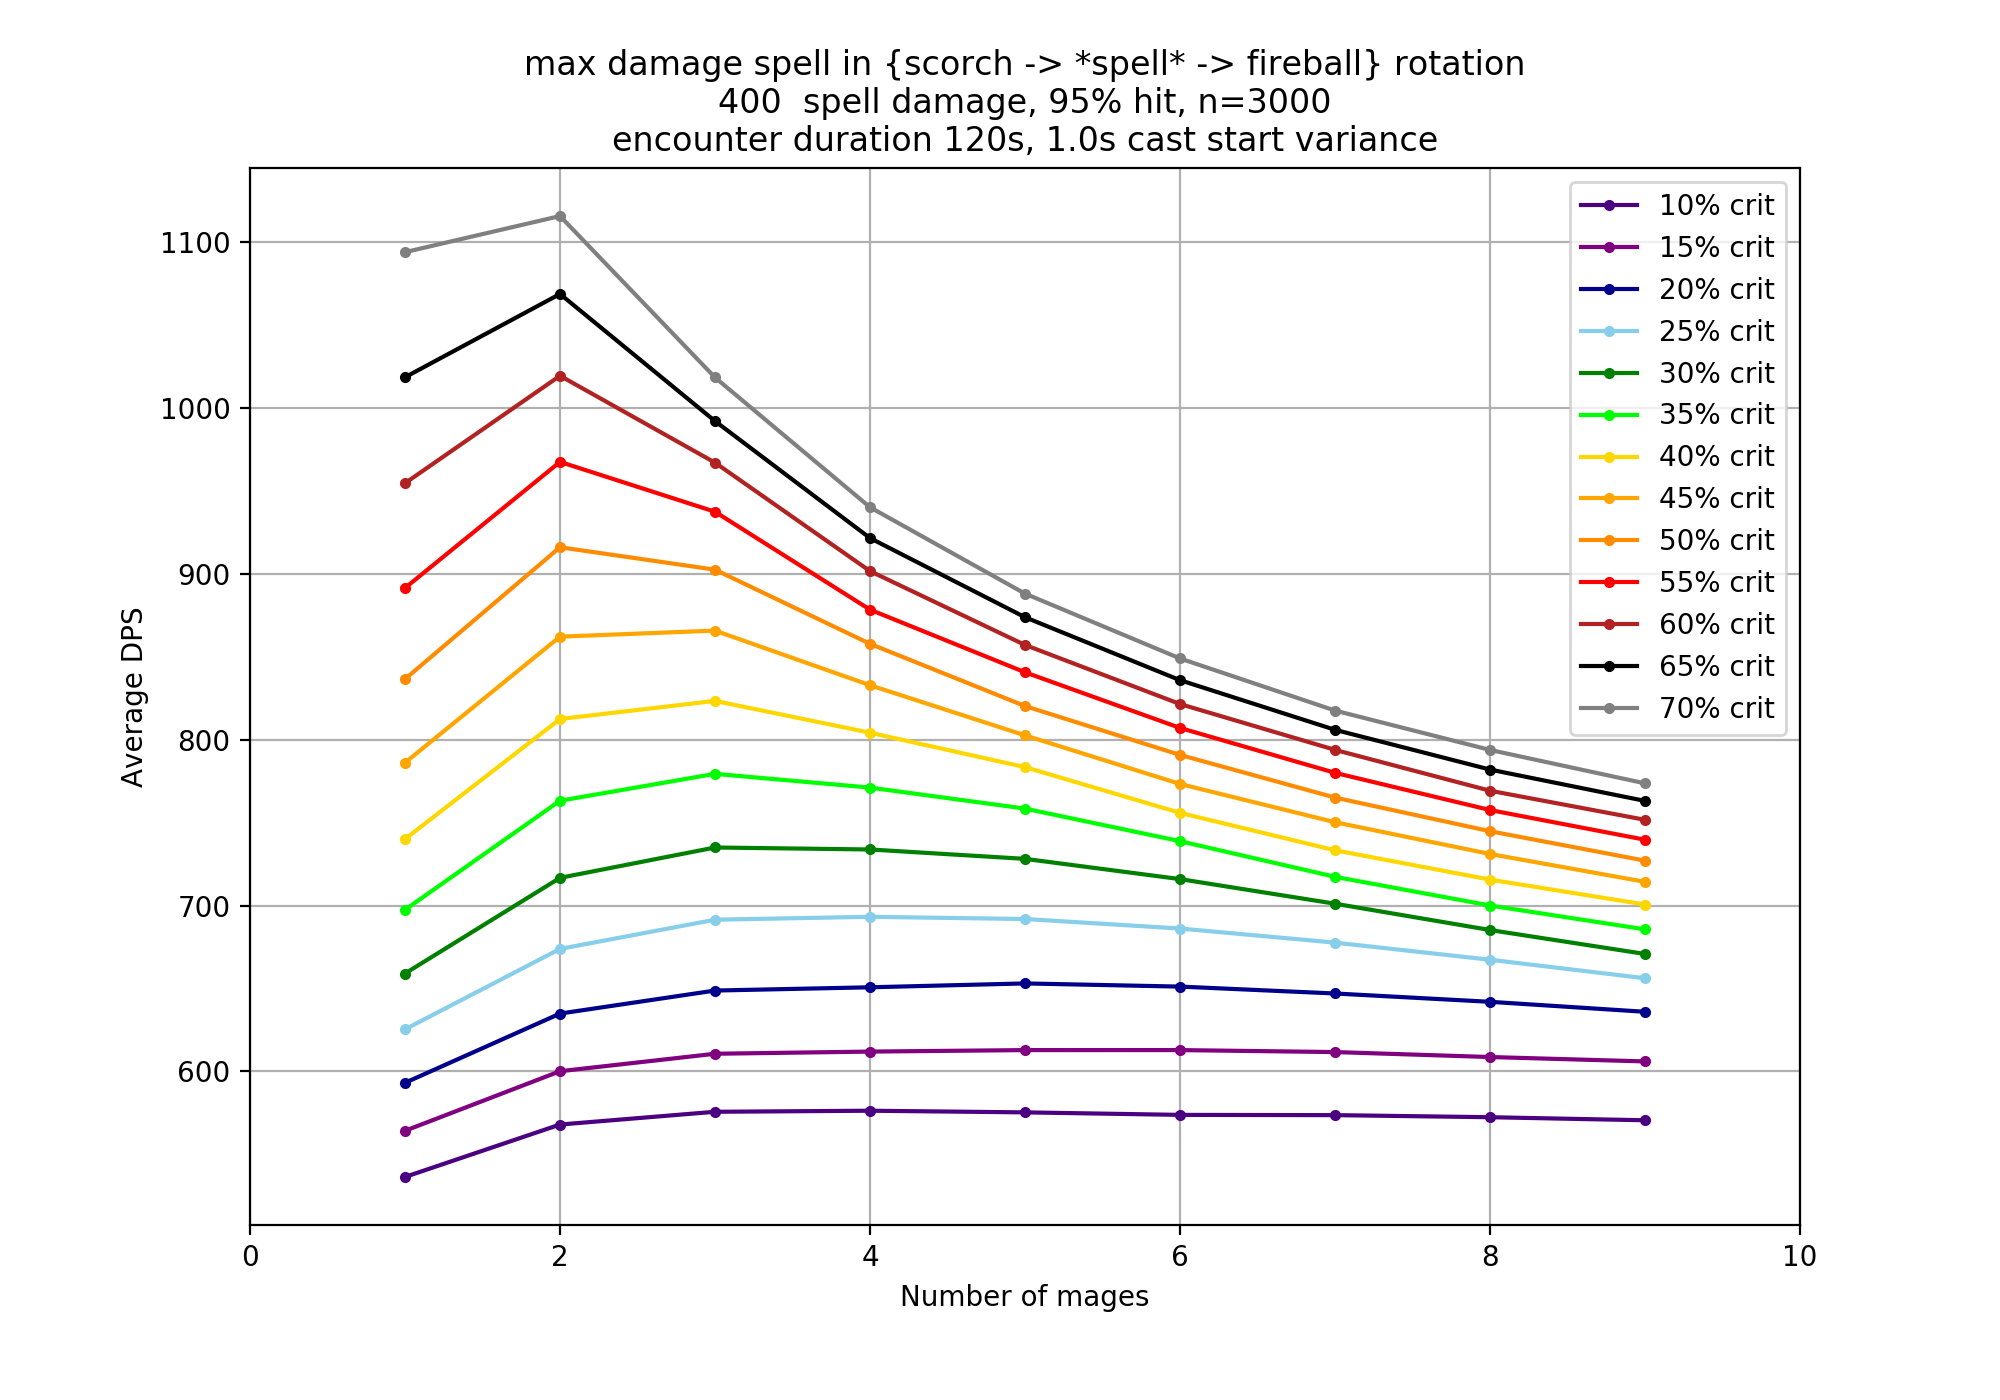 max damage spell in {scorch -> *spell* -> fireball} rotation
400  spell damage, 95% hit, n=3000
encounter duration 120s, 1.0s cast start variance
1100
1000
900
800
700
600
Average DPS
0
2
4
6
8
10
Number of mages
10% crit
15% crit
20% crit
25% crit
30% crit
35% crit
40% crit
45% crit
50% crit
55% crit
60% crit
65% crit
70% crit